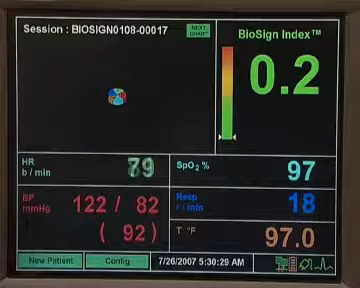 Session : BIOSIGN0108-00017
NEXT CHART
BioSign Index™
0.2
HR
b / min
79
SpO₂ %
97
BP
mmHg
122 / 82
( 92 )
Resp
r / min
18
T °F
97.0
New Patient
Config
7/26/2007 5:30:29 AM